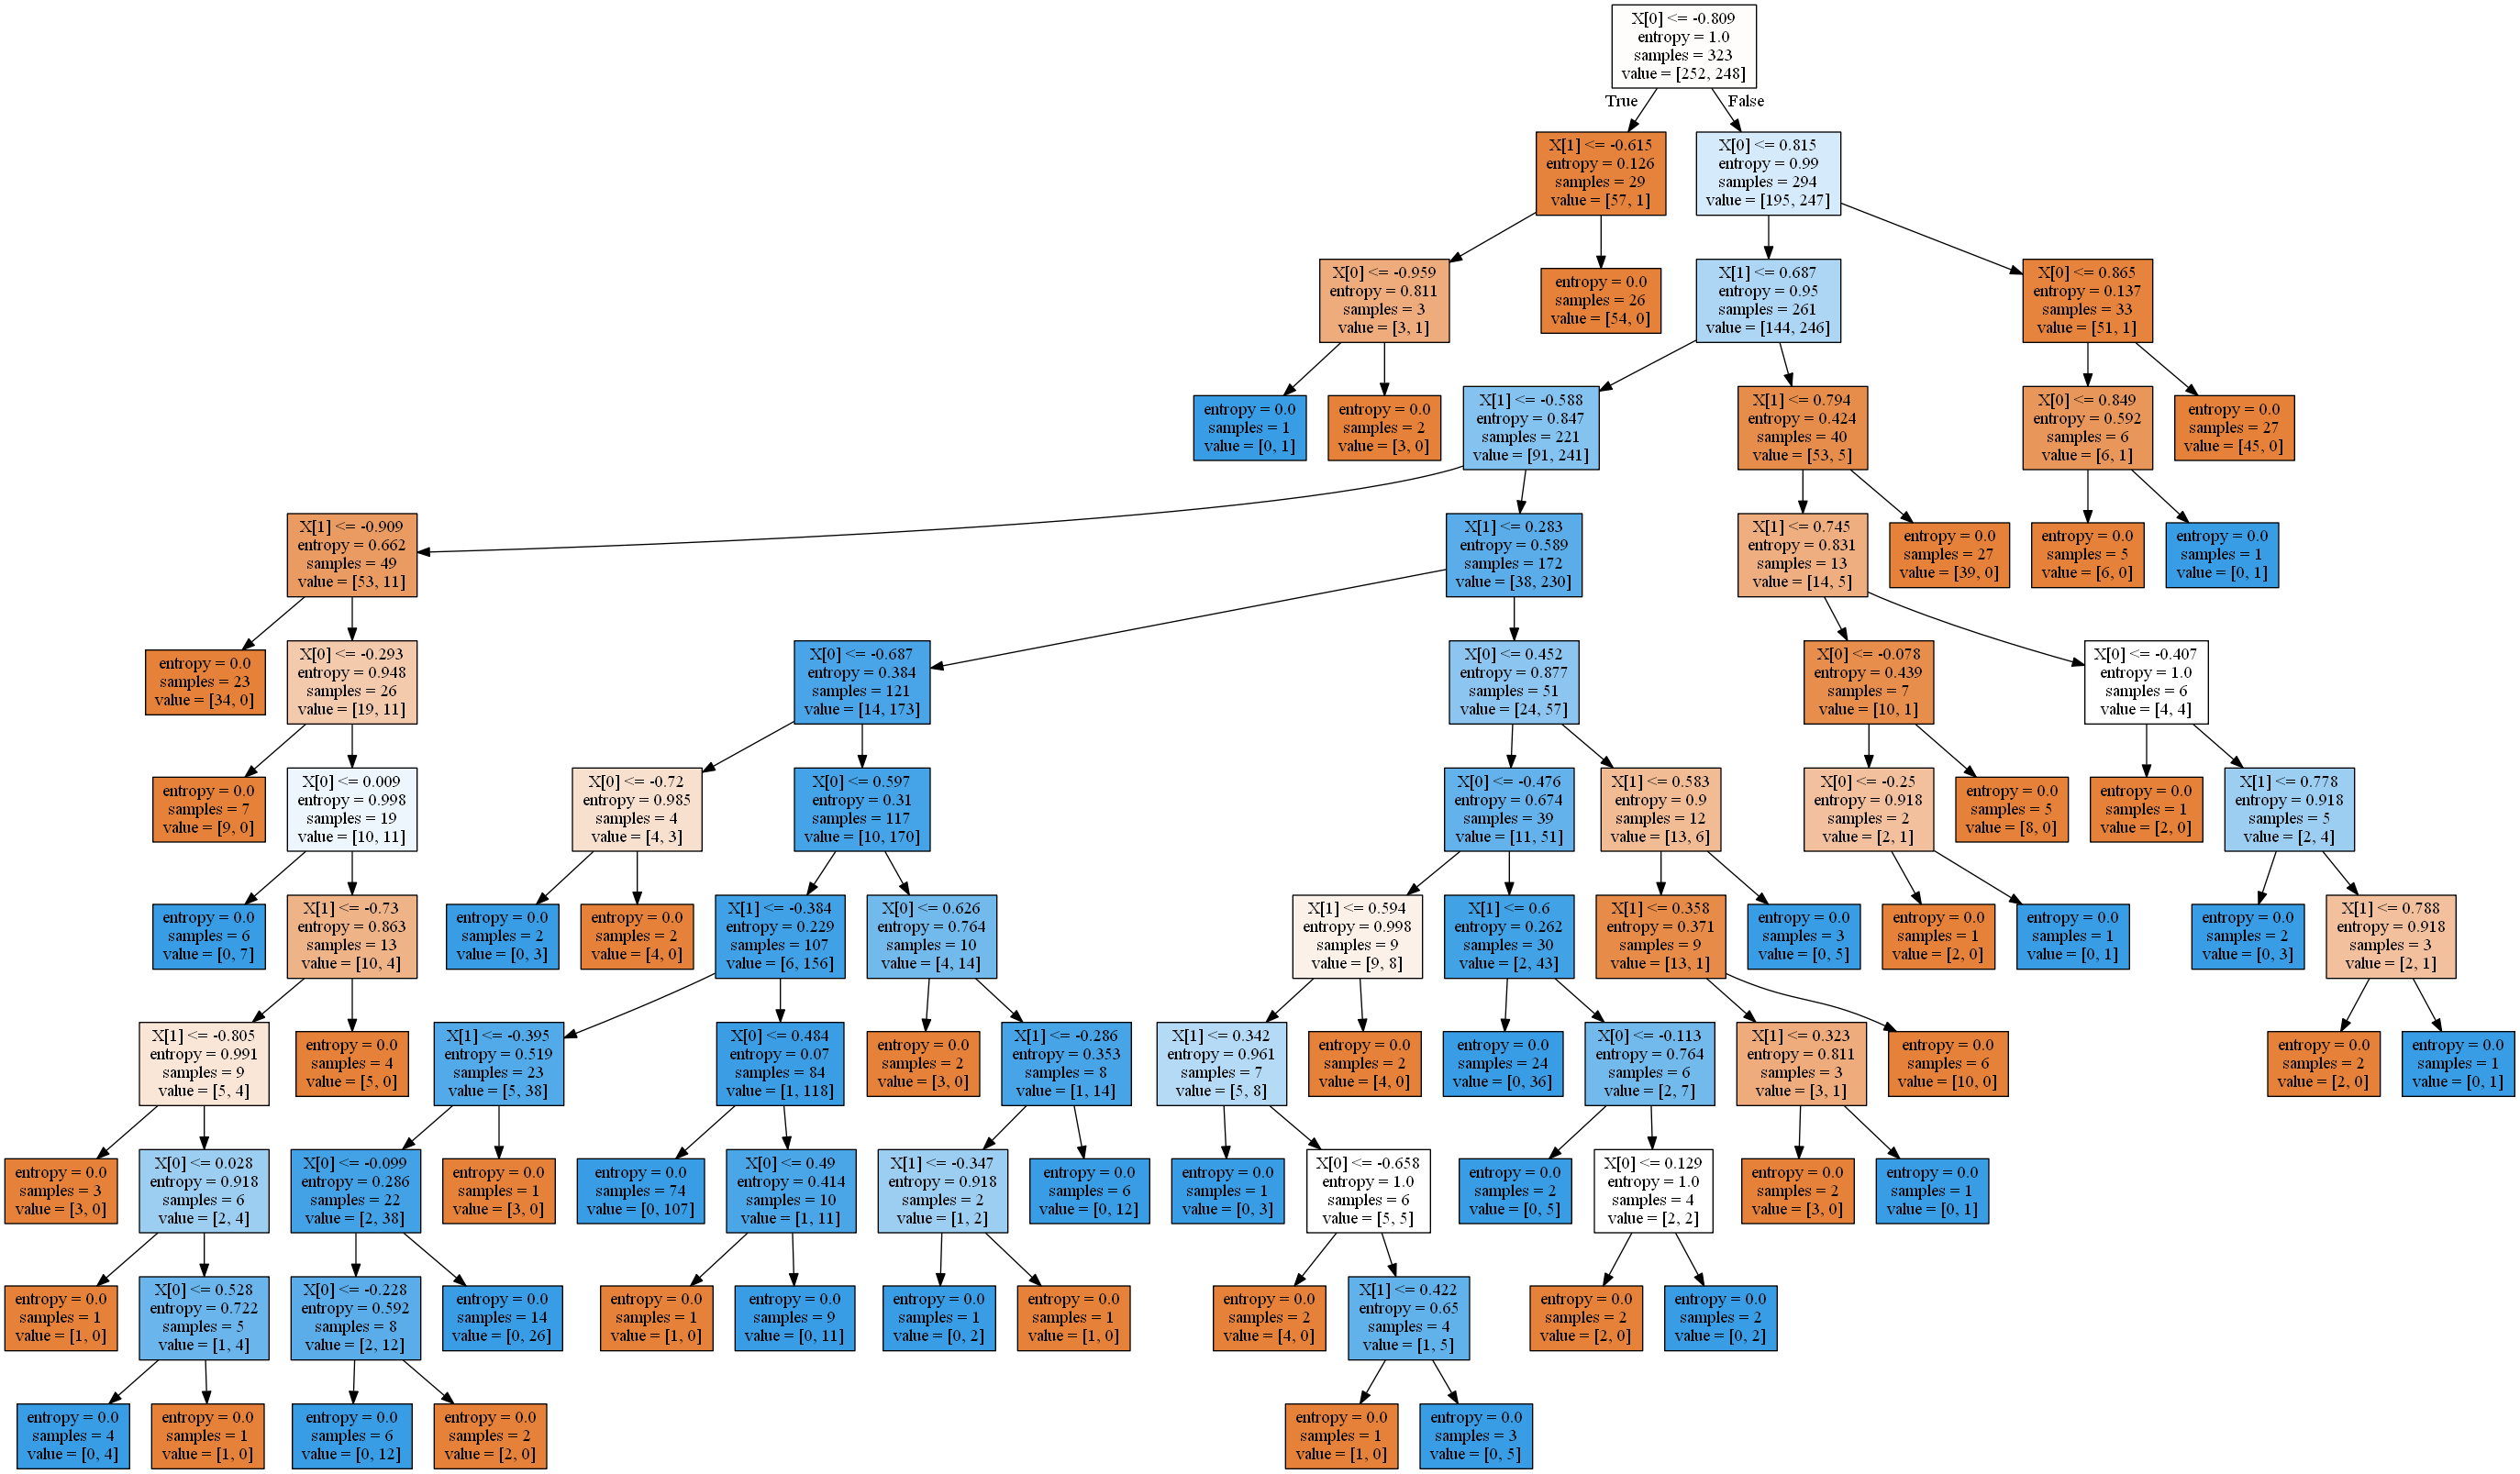 X[0] <= -0.809
entropy = 1.0
samples = 323
value = [252, 248]
True
False
X[1] <= -0.615
entropy = 0.126
samples = 29
value = [57, 1]
X[0] <= 0.815
entropy = 0.99
samples = 294
value = [195, 247]
X[0] <= -0.959
entropy = 0.811
samples = 3
value = [3, 1]
entropy = 0.0
samples = 26
value = [54, 0]
X[1] <= 0.687
entropy = 0.95
samples = 261
value = [144, 246]
X[0] <= 0.865
entropy = 0.137
samples = 33
value = [51, 1]
entropy = 0.0
samples = 1
value = [0, 1]
entropy = 0.0
samples = 2
value = [3, 0]
X[1] <= -0.588
entropy = 0.847
samples = 221
value = [91, 241]
X[1] <= 0.794
entropy = 0.424
samples = 40
value = [53, 5]
X[0] <= 0.849
entropy = 0.592
samples = 6
value = [6, 1]
entropy = 0.0
samples = 27
value = [45, 0]
X[1] <= -0.909
entropy = 0.662
samples = 49
value = [53, 11]
X[1] <= 0.283
entropy = 0.589
samples = 172
value = [38, 230]
X[1] <= 0.745
entropy = 0.831
samples = 13
value = [14, 5]
entropy = 0.0
samples = 27
value = [39, 0]
entropy = 0.0
samples = 5
value = [6, 0]
entropy = 0.0
samples = 1
value = [0, 1]
entropy = 0.0
samples = 23
value = [34, 0]
X[0] <= -0.293
entropy = 0.948
samples = 26
value = [19, 11]
X[0] <= -0.687
entropy = 0.384
samples = 121
value = [14, 173]
X[0] <= 0.452
entropy = 0.877
samples = 51
value = [24, 57]
X[0] <= -0.078
entropy = 0.439
samples = 7
value = [10, 1]
X[0] <= -0.407
entropy = 1.0
samples = 6
value = [4, 4]
entropy = 0.0
samples = 7
value = [9, 0]
X[0] <= 0.009
entropy = 0.998
samples = 19
value = [10, 11]
X[0] <= -0.72
entropy = 0.985
samples = 4
value = [4, 3]
X[0] <= 0.597
entropy = 0.31
samples = 117
value = [10, 170]
X[0] <= -0.476
entropy = 0.674
samples = 39
value = [11, 51]
X[1] <= 0.583
entropy = 0.9
samples = 12
value = [13, 6]
X[0] <= -0.25
entropy = 0.918
samples = 2
value = [2, 1]
entropy = 0.0
samples = 5
value = [8, 0]
entropy = 0.0
samples = 1
value = [2, 0]
X[1] <= 0.778
entropy = 0.918
samples = 5
value = [2, 4]
entropy = 0.0
samples = 6
value = [0, 7]
X[1] <= -0.73
entropy = 0.863
samples = 13
value = [10, 4]
entropy = 0.0
samples = 2
value = [0, 3]
entropy = 0.0
samples = 2
value = [4, 0]
X[1] <= -0.384
entropy = 0.229
samples = 107
value = [6, 156]
X[0] <= 0.626
entropy = 0.764
samples = 10
value = [4, 14]
X[1] <= 0.594
entropy = 0.998
samples = 9
value = [9, 8]
X[1] <= 0.6
entropy = 0.262
samples = 30
value = [2, 43]
X[1] <= 0.358
entropy = 0.371
samples = 9
value = [13, 1]
entropy = 0.0
samples = 3
value = [0, 5]
entropy = 0.0
samples = 1
value = [2, 0]
entropy = 0.0
samples = 1
value = [0, 1]
entropy = 0.0
samples = 2
value = [0, 3]
X[1] <= 0.788
entropy = 0.918
samples = 3
value = [2, 1]
X[1] <= -0.805
entropy = 0.991
samples = 9
value = [5, 4]
entropy = 0.0
samples = 4
value = [5, 0]
X[1] <= -0.395
entropy = 0.519
samples = 23
value = [5, 38]
X[0] <= 0.484
entropy = 0.07
samples = 84
value = [1, 118]
entropy = 0.0
samples = 2
value = [3, 0]
X[1] <= -0.286
entropy = 0.353
samples = 8
value = [1, 14]
X[1] <= 0.342
entropy = 0.961
samples = 7
value = [5, 8]
entropy = 0.0
samples = 2
value = [4, 0]
entropy = 0.0
samples = 24
value = [0, 36]
X[0] <= -0.113
entropy = 0.764
samples = 6
value = [2, 7]
X[1] <= 0.323
entropy = 0.811
samples = 3
value = [3, 1]
entropy = 0.0
samples = 6
value = [10, 0]
entropy = 0.0
samples = 2
value = [2, 0]
entropy = 0.0
samples = 1
value = [0, 1]
entropy = 0.0
samples = 3
value = [3, 0]
X[0] <= 0.028
entropy = 0.918
samples = 6
value = [2, 4]
X[0] <= -0.099
entropy = 0.286
samples = 22
value = [2, 38]
entropy = 0.0
samples = 1
value = [3, 0]
entropy = 0.0
samples = 74
value = [0, 107]
X[0] <= 0.49
entropy = 0.414
samples = 10
value = [1, 11]
X[1] <= -0.347
entropy = 0.918
samples = 2
value = [1, 2]
entropy = 0.0
samples = 6
value = [0, 12]
entropy = 0.0
samples = 1
value = [0, 3]
X[0] <= -0.658
entropy = 1.0
samples = 6
value = [5, 5]
entropy = 0.0
samples = 2
value = [0, 5]
X[0] <= 0.129
entropy = 1.0
samples = 4
value = [2, 2]
entropy = 0.0
samples = 2
value = [3, 0]
entropy = 0.0
samples = 1
value = [0, 1]
entropy = 0.0
samples = 1
value = [1, 0]
X[0] <= 0.528
entropy = 0.722
samples = 5
value = [1, 4]
X[0] <= -0.228
entropy = 0.592
samples = 8
value = [2, 12]
entropy = 0.0
samples = 14
value = [0, 26]
entropy = 0.0
samples = 1
value = [1, 0]
entropy = 0.0
samples = 9
value = [0, 11]
entropy = 0.0
samples = 1
value = [0, 2]
entropy = 0.0
samples = 1
value = [1, 0]
entropy = 0.0
samples = 2
value = [4, 0]
X[1] <= 0.422
entropy = 0.65
samples = 4
value = [1, 5]
entropy = 0.0
samples = 2
value = [2, 0]
entropy = 0.0
samples = 2
value = [0, 2]
entropy = 0.0
samples = 4
value = [0, 4]
entropy = 0.0
samples = 1
value = [1, 0]
entropy = 0.0
samples = 6
value = [0, 12]
entropy = 0.0
samples = 2
value = [2, 0]
entropy = 0.0
samples = 1
value = [1, 0]
entropy = 0.0
samples = 3
value = [0, 5]